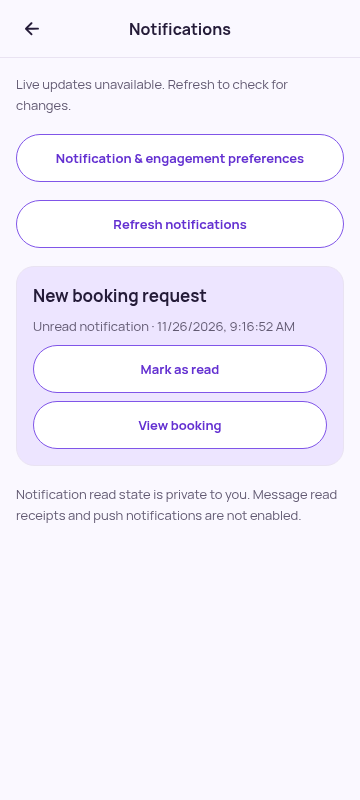 Notifications
Live updates unavailable. Refresh to check for
changes.
Notification & engagement preferences
Refresh notifications
New booking request
Unread notification · 11/26/2026, 9:16:52 AM
Mark as read
View booking
Notification read state is private to you. Message read
receipts and push notifications are not enabled.